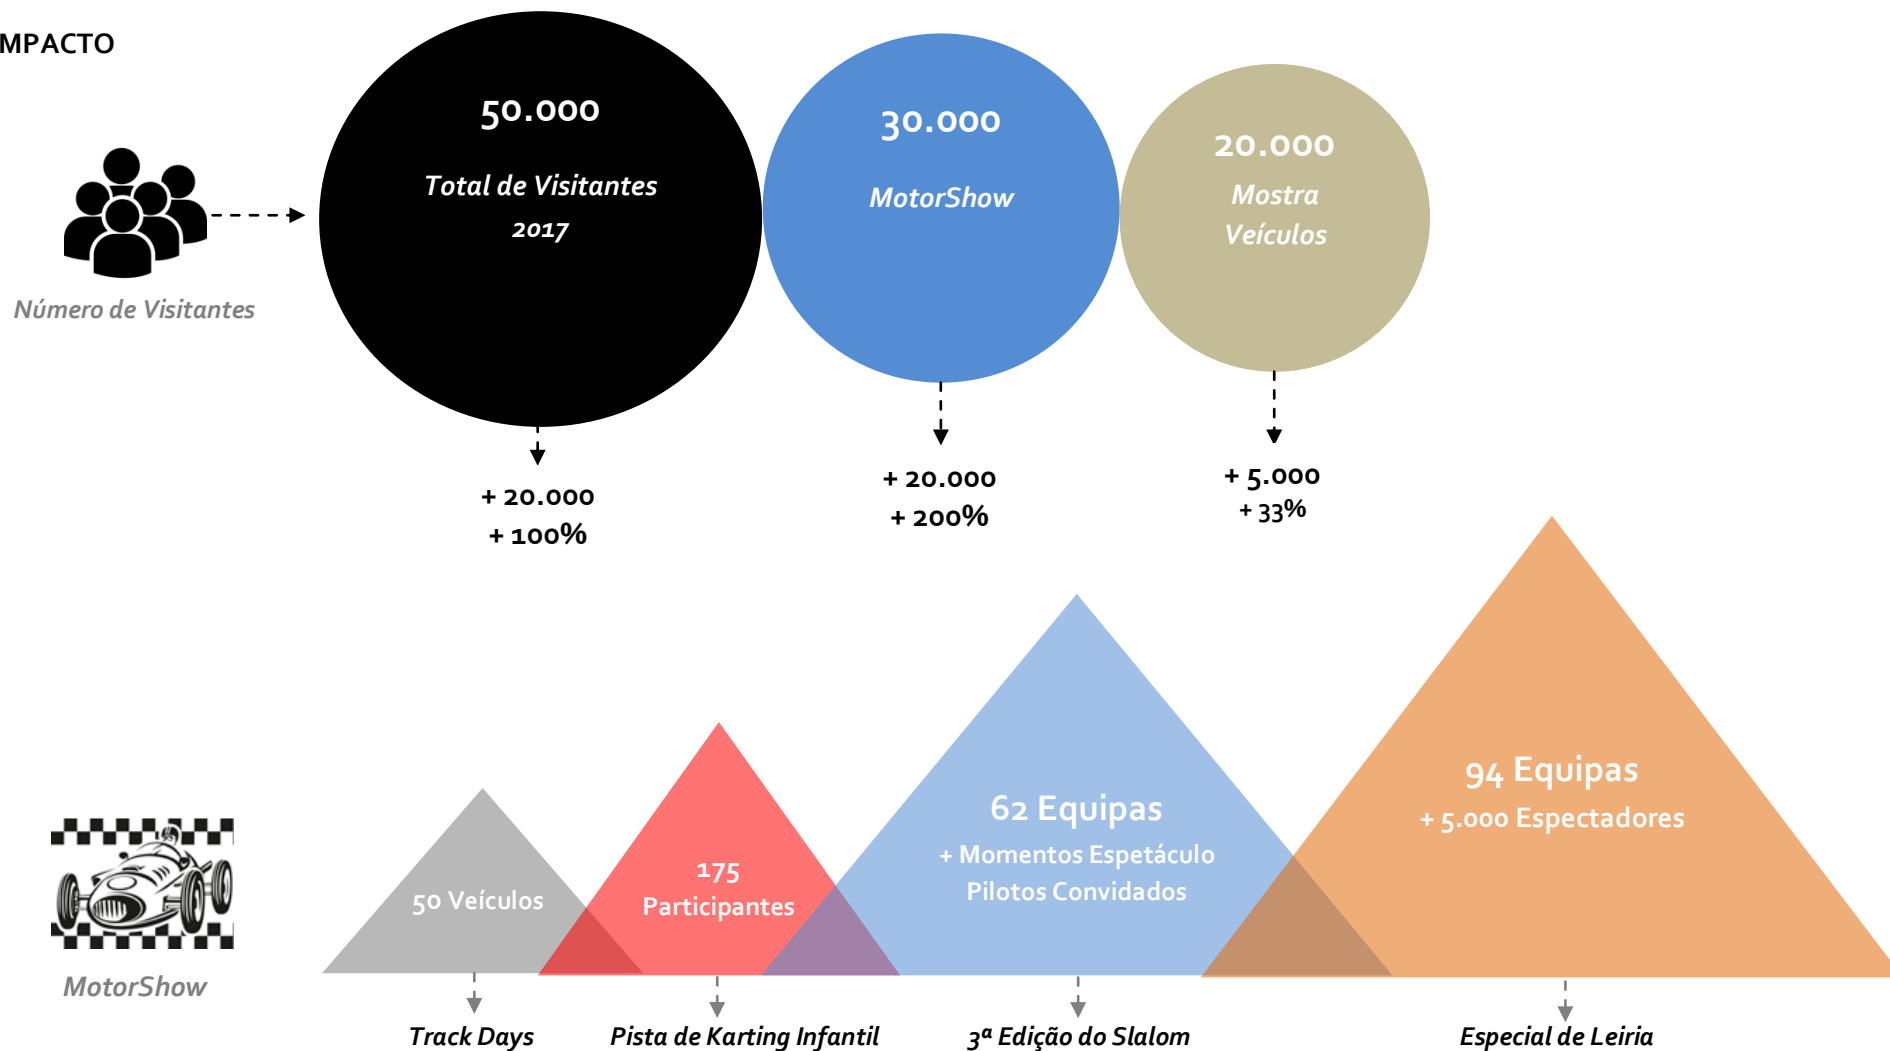 MPACTO
50.000
Total de Visitantes
2017
30.000
MotorShow
20.000
Mostra
Veículos
Número de Visitantes
+ 20.000
+ 100%
+ 20.000
+ 200%
+ 5.000
+ 33%
50 Veículos
175
Participantes
62 Equipas
+ Momentos Espetáculo
Pilotos Convidados
94 Equipas
+ 5.000 Espectadores
MotorShow
Track Days
Pista de Karting Infantil
3ª Edição do Slalom
Especial de Leiria